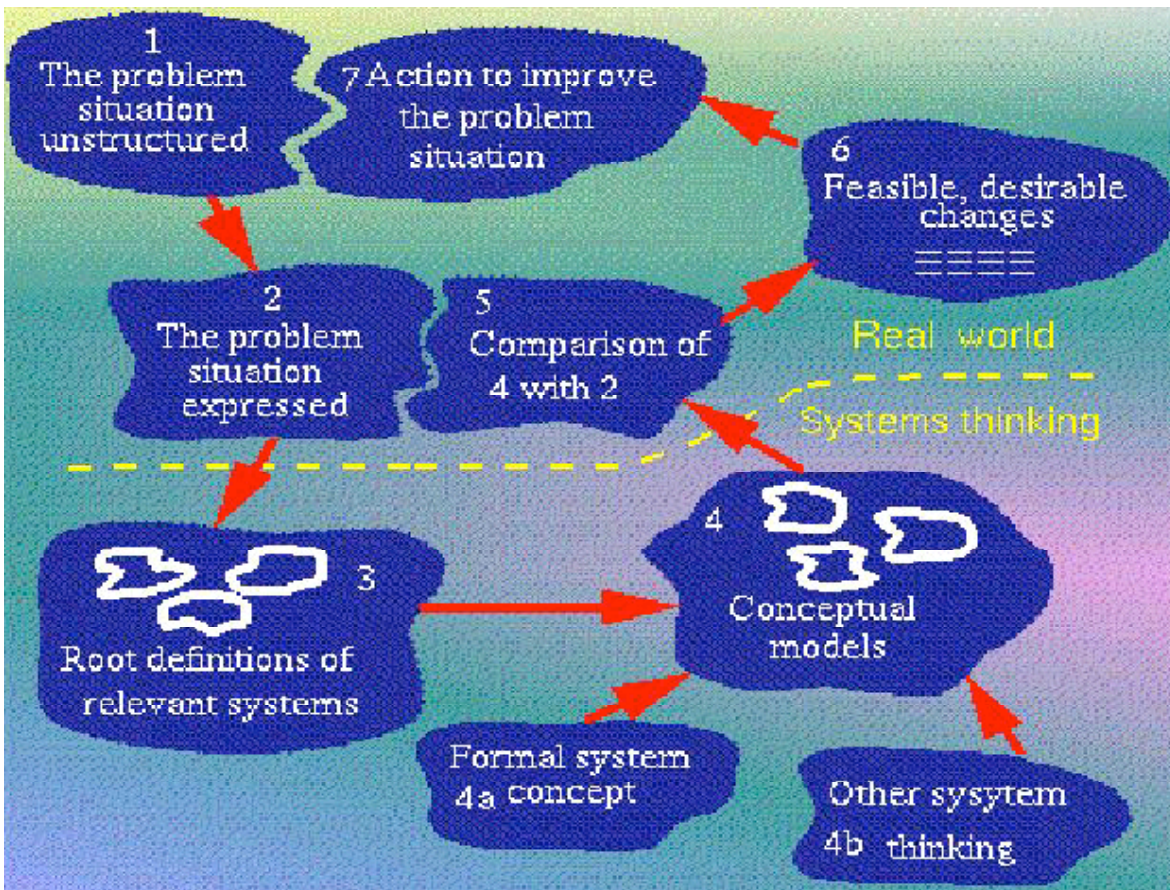 1
The problem
situation
unstructured
7 Action to improve
the problem
situation
6
Feasible, desirable
changes
2
The problem
situation
expressed
5
Comparison of
4 with 2
Real world
Systems thinking
3
Root definitions of
relevant systems
4
Conceptual
models
Formal system
4a concept
Other sysytem
4b thinking